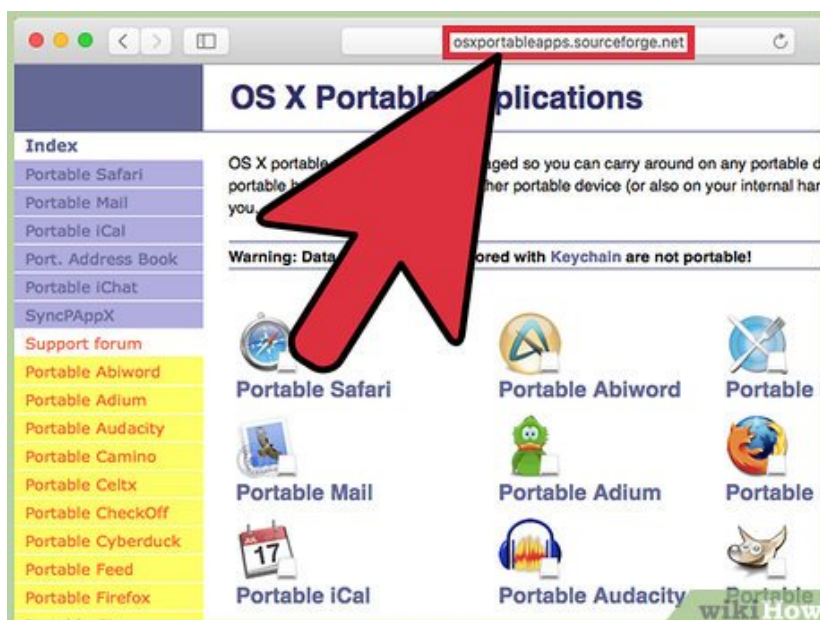 osxportableapps.sourceforge.net
OS X Portable plications
Index
Portable Safari
Portable Mail
Portable iCal
Port. Address Book
Portable iChat
SyncPAppX
Support forum
Portable Abiword
Portable Adium
Portable Audacity
Portable Camino
Portable Celtx
Portable CheckOff
Portable Cyberduck
Portable Feed
Portable Firefox
OS X portable aged so you can carry around on any portable d
portable her portable device (or also on your internal har
you.
Warning: Data ored with Keychain are not portable!
Portable Safari
Portable Abiword
Portable
Portable Mail
Portable Adium
Portable
17
Portable iCal
Portable Audacity
Portable
wikiHow